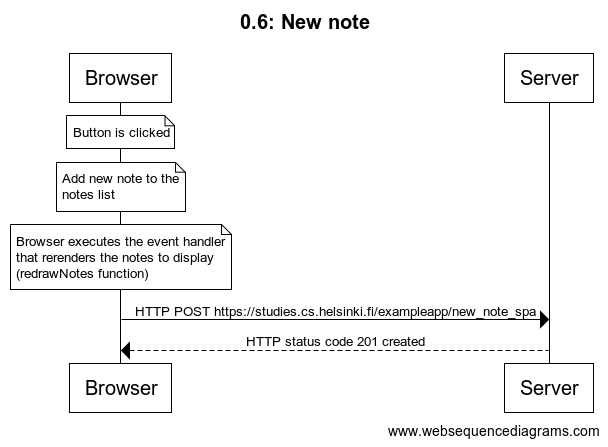 0.6: New note
Browser
Server
Button is clicked
Add new note to the
notes list
Browser executes the event handler
that rerenders the notes to display
(redrawNotes function)
HTTP POST https://studies.cs.helsinki.fi/exampleapp/new_note_spa
HTTP status code 201 created
Browser
Server
www.websequencediagrams.com